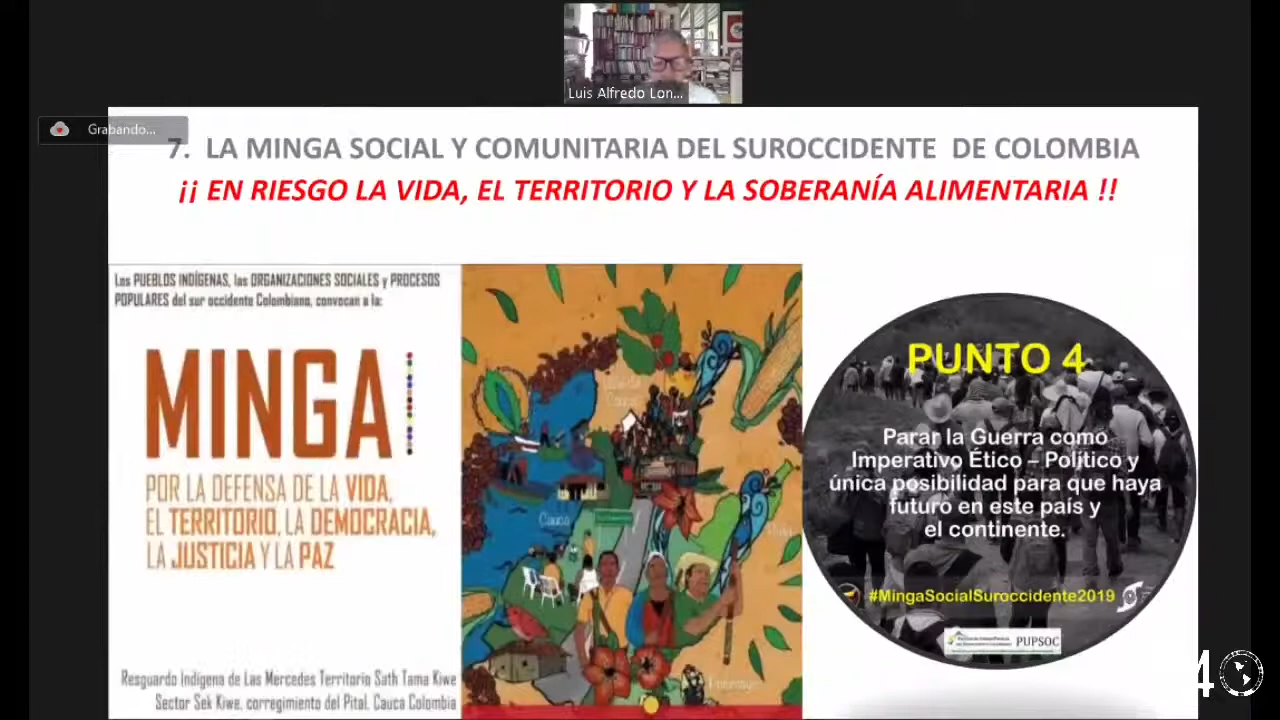 Luis Alfredo Lon...
Grabando...
7. LA MINGA SOCIAL Y COMUNITARIA DEL SUROCCIDENTE DE COLOMBIA
¡¡ EN RIESGO LA VIDA, EL TERRITORIO Y LA SOBERANÍA ALIMENTARIA !!
Los PUEBLOS INDÍGENAS, las ORGANIZACIONES SOCIALES y PROCESOS
POPULARES del sur occidente Colombiano, convocan a la:
MINGA
POR LA DEFENSA DE LA VIDA,
EL TERRITORIO, LA DEMOCRACIA,
LA JUSTICIA Y LA PAZ
Resguardo Indígena de Las Mercedes Territorio Sath Tama Kiwe
Sector Sek Kiwe, corregimiento del Pital, Cauca Colombia
Cauca
Huila
PUNTO 4
Parar la Guerra como
Imperativo Ético – Político y
única posibilidad para que haya
futuro en este país y
el continente.
#MingaSocialSuroccidente2019
PUPSOC
4